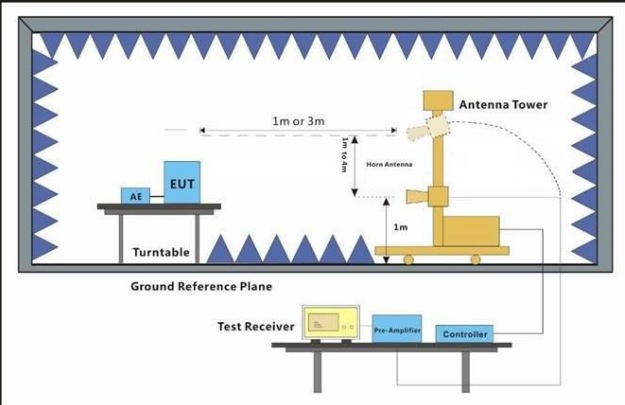 1m or 3m
Antenna Tower
1m to 4m
Horn Antenna
EUT
AE
1m
Turntable
Ground Reference Plane
Test Receiver
Pre-Amplifier
Controller